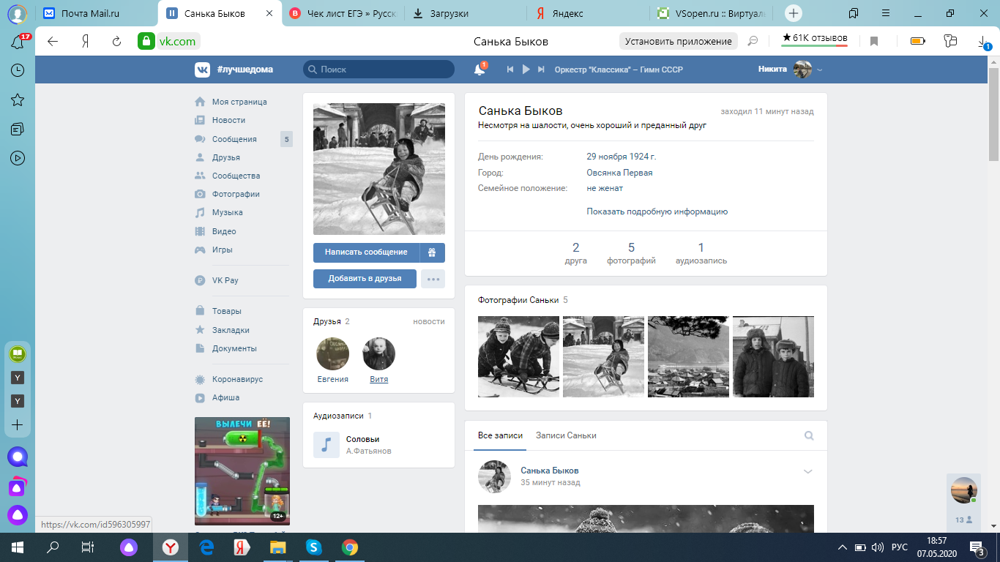 Почта Mail.ru
Санька Быков
Чек лист ЕГЭ » Русск
Загрузки
Яндекс
VSopen.ru :: Виртуаль
17
vk.com
Санька Быков
Установить приложение
★ 61K отзывов
1
#лучшедома
Поиск
1
Оркестр "Классика" – Гимн СССР
Никита
Моя страница
Новости
Сообщения 5
Друзья
Сообщества
Фотографии
Музыка
Видео
Игры
VK Pay
Товары
Закладки
Документы
Коронавирус
Афиша
ВЫЛЕЧИ ЕЁ!
12+
Написать сообщение
Добавить в друзья
Друзья 2
новости
Евгения
Витя
Аудиозаписи 1
Соловьи
А.Фатьянов
Санька Быков
заходил 11 минут назад
Несмотря на шалости, очень хороший и преданный друг
День рождения: 29 ноября 1924 г.
Город: Овсянка Первая
Семейное положение: не женат
Показать подробную информацию
2 друга
5 фотографий
1 аудиозапись
Фотографии Саньки 5
Все записи
Записи Саньки
Санька Быков
35 минут назад
13
https://vk.com/id596305997
РУС
18:57
07.05.2020
3